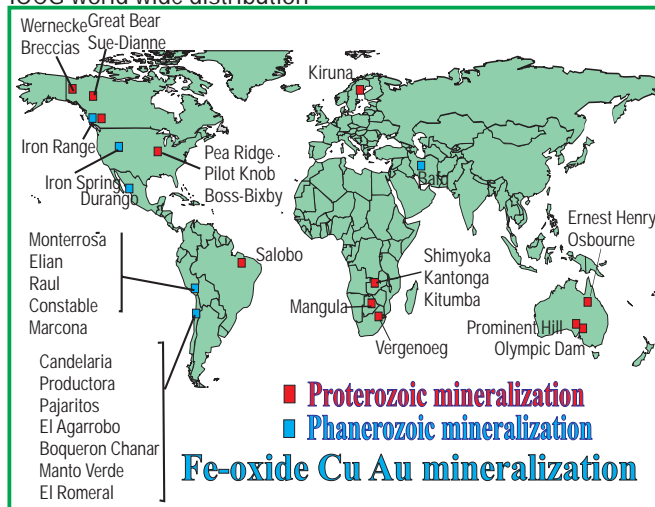 IOCG world wide distribution
Wernecke
Breccias
Great Bear
Sue-Dianne
Kiruna
Iron Range
Iron Spring
Durango
Pea Ridge
Pilot Knob
Boss-Bixby
Bafq
Ernest Henry
Osbourne
Monterrosa
Elian
Raul
Constable
Marcona
Salobo
Shimyoka
Kantonga
Kitumba
Mangula
Vergenoeg
Prominent Hill
Olympic Dam
Candelaria
Productora
Pajaritos
El Agarrobo
Boqueron Chanar
Manto Verde
El Romeral
Proterozoic mineralization
Phanerozoic mineralization
Fe-oxide Cu Au mineralization